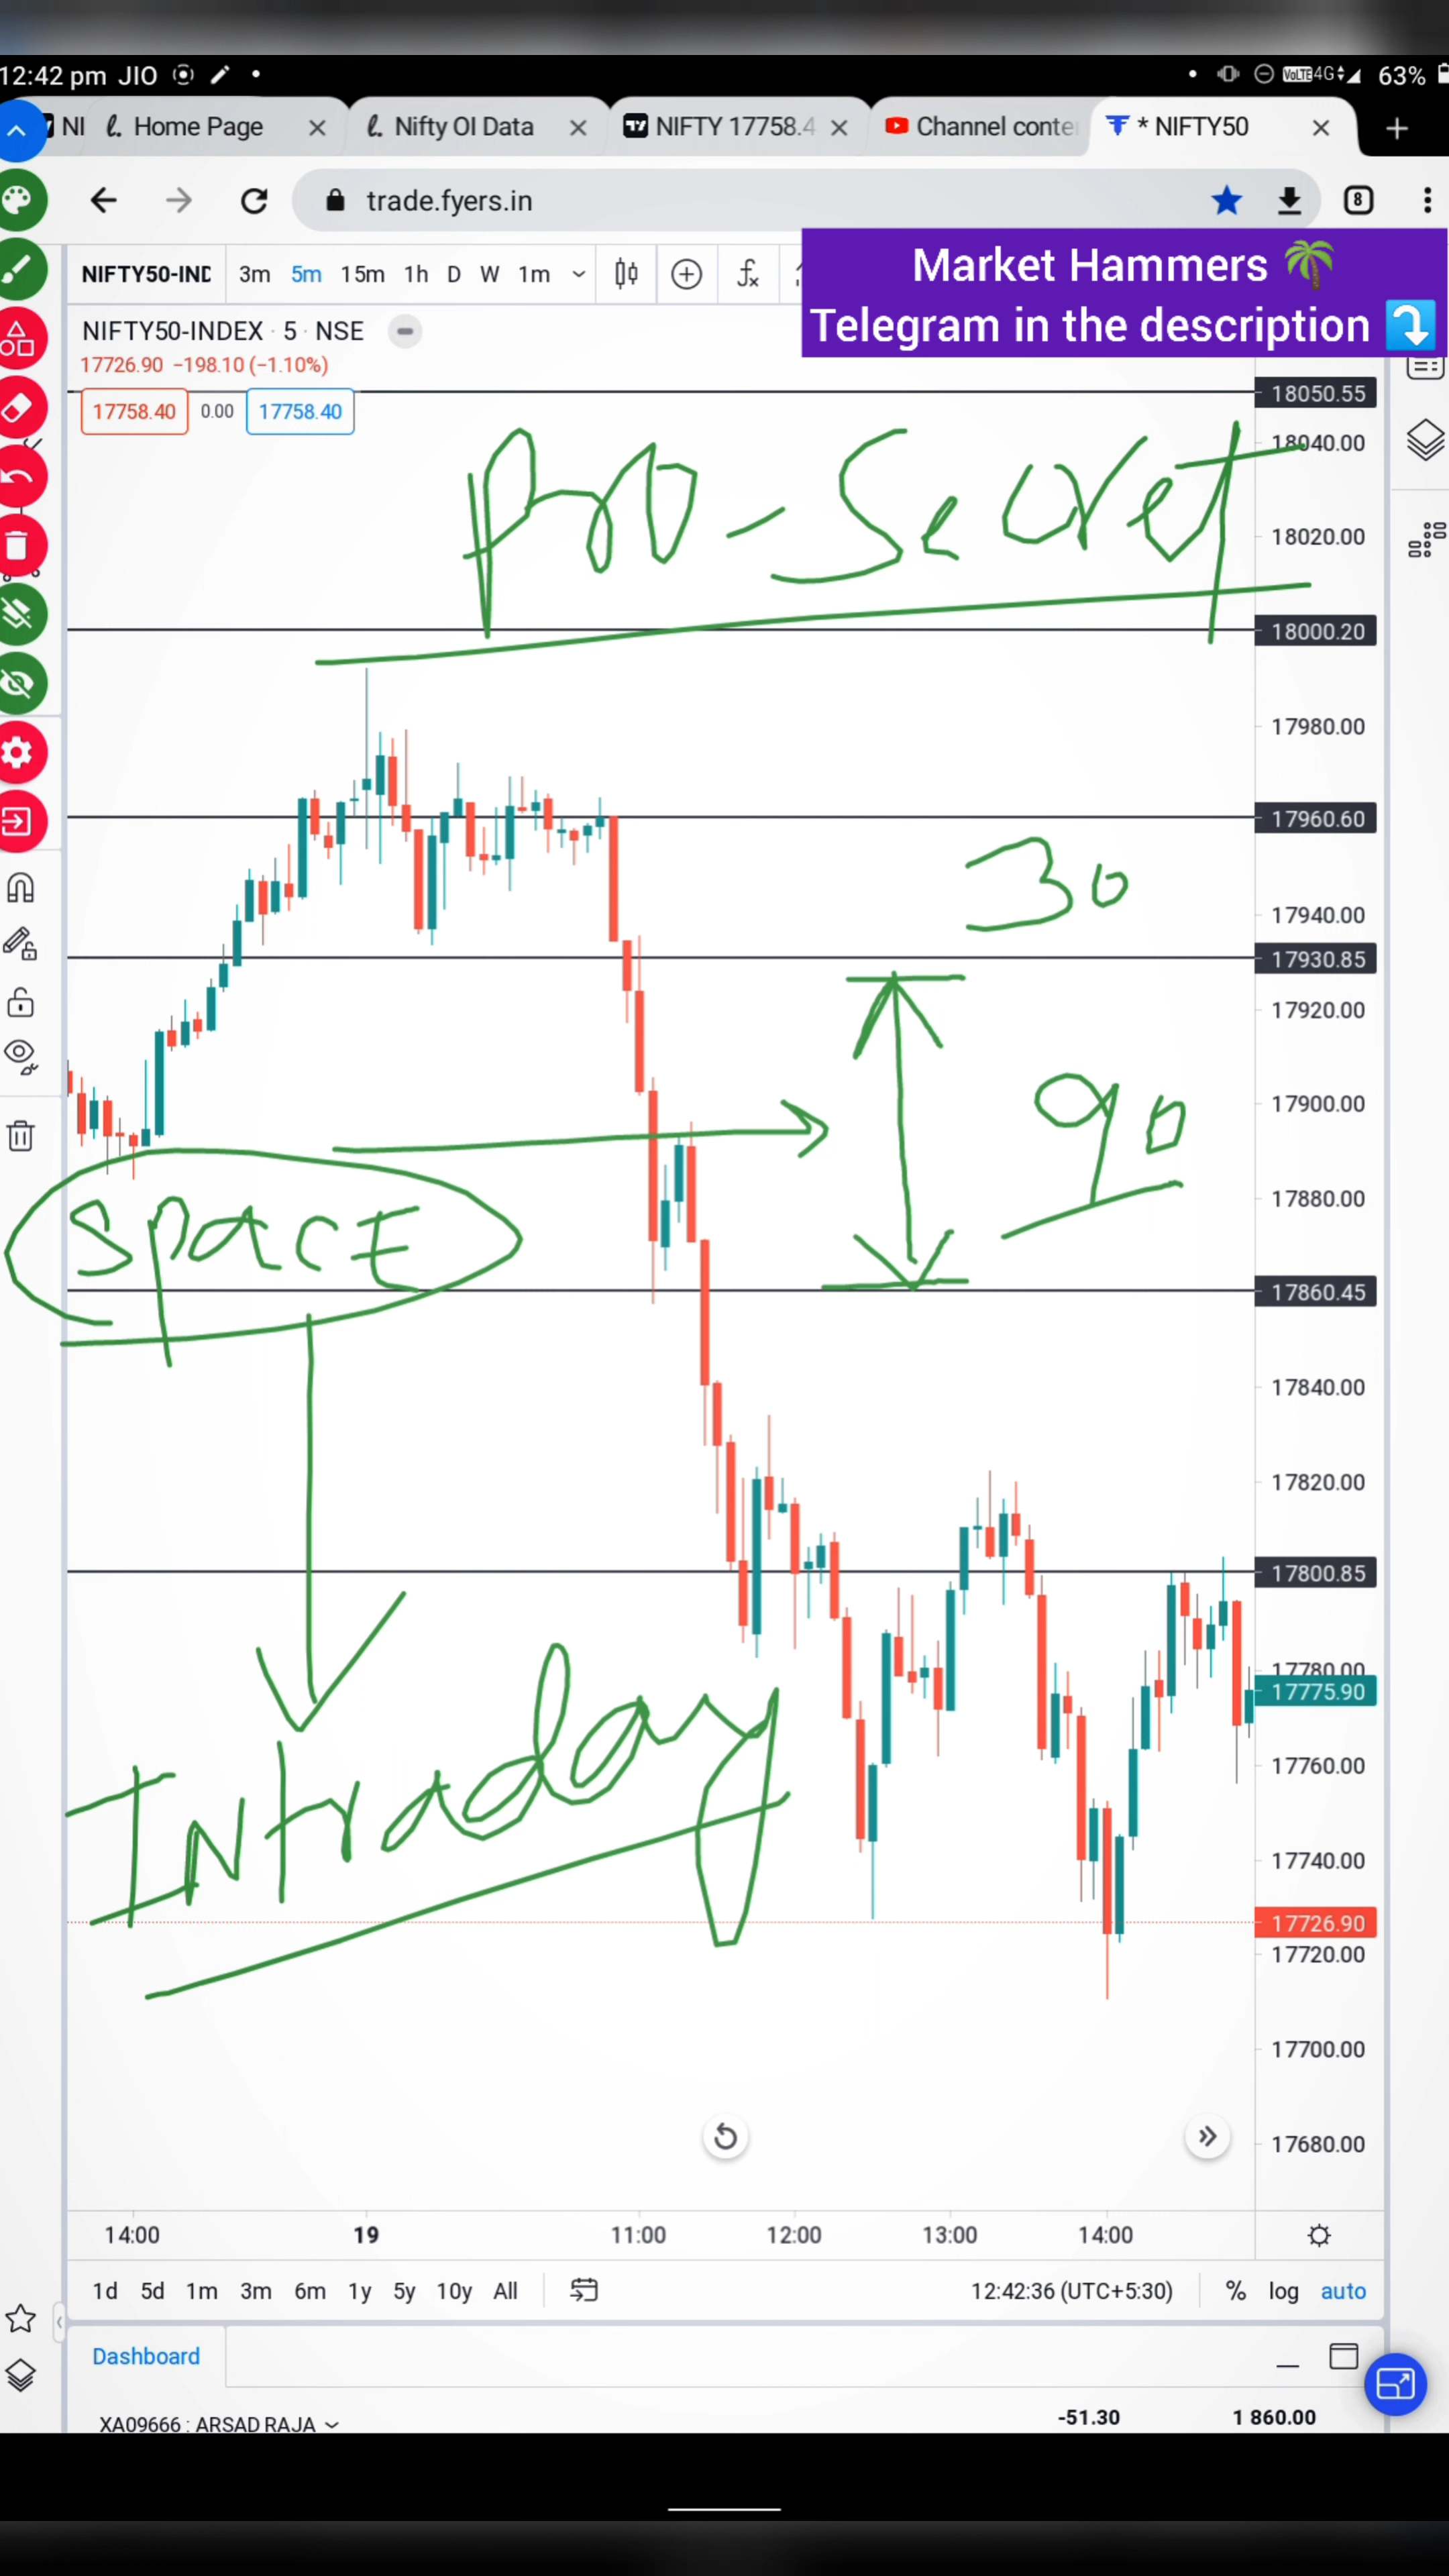 12:42 pm JIO 4G 63%
NI Home Page Nifty OI Data NIFTY 17758.4 Channel conte * NIFTY50
trade.fyers.in 8
Market Hammers
Telegram in the description
NIFTY50-IND 3m 5m 15m 1h D W 1m
NIFTY50-INDEX · 5 · NSE
17726.90 −198.10 (−1.10%)
17758.40 0.00 17758.40
18050.55
18040.00
Pro-Secret
18020.00
18000.20
17980.00
17960.60
30
17940.00
17930.85
17920.00
90
17900.00
17880.00
SpacE
17860.45
17840.00
17820.00
17800.85
17780.00
17775.90
17760.00
INtraday
17740.00
17726.90
17720.00
17700.00
17680.00
14:00 19 11:00 12:00 13:00 14:00
1d 5d 1m 3m 6m 1y 5y 10y All 12:42:36 (UTC+5:30) % log auto
Dashboard
XA09666 : ARSAD RAJA -51.30 1 860.00